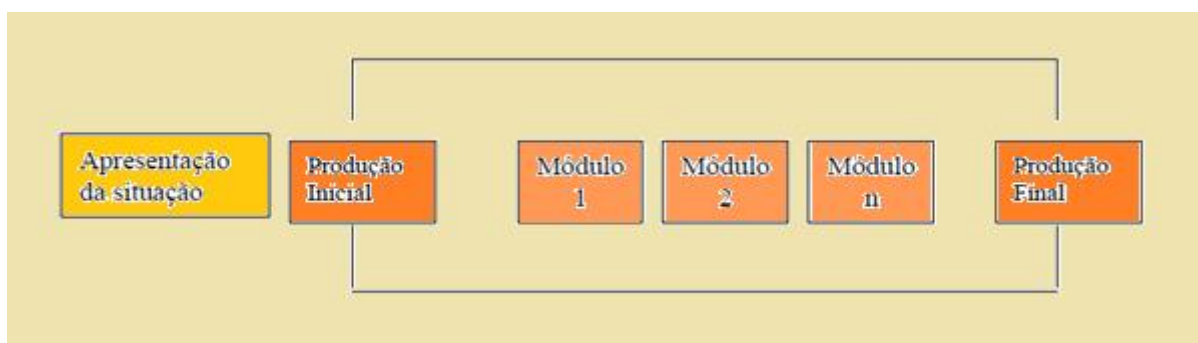 Apresentação
da situação
Produção
Inicial
Módulo
1
Módulo
2
Módulo
n
Produção
Final